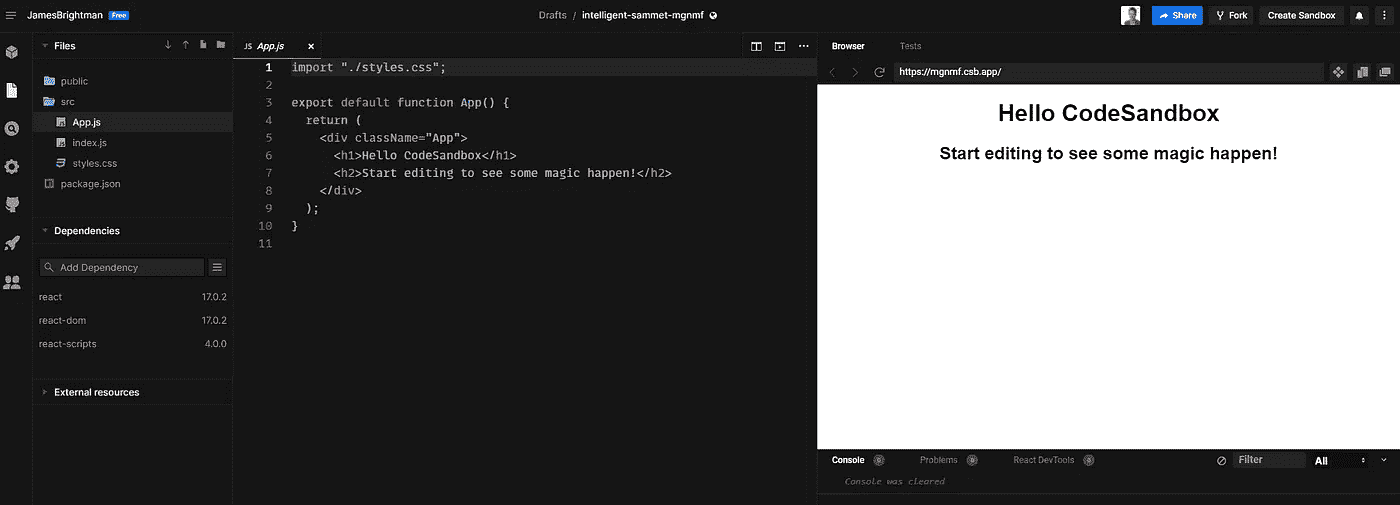 JamesBrightman Free
Drafts / intelligent-sammet-mgnmf
Share
Fork
Create Sandbox
Files
public
src
App.js
index.js
styles.css
package.json
Dependencies
Add Dependency
react 17.0.2
react-dom 17.0.2
react-scripts 4.0.0
External resources
JS App.js
1 import "./styles.css";
2
3 export default function App() {
4 return (
5 <div className="App">
6 <h1>Hello CodeSandbox</h1>
7 <h2>Start editing to see some magic happen!</h2>
8 </div>
9 );
10 }
11
Browser Tests
https://mgnmf.csb.app/
Hello CodeSandbox
Start editing to see some magic happen!
Console Problems React DevTools Filter All
Console was cleared